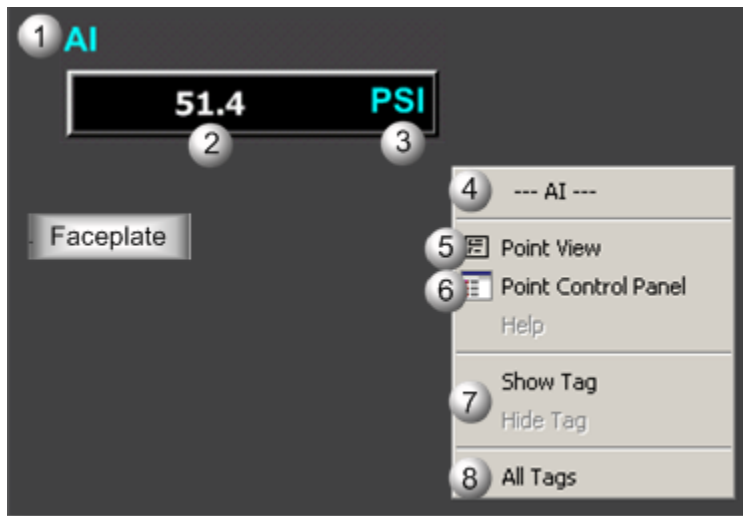 1 AI
51.4 PSI
2 3
4 --- AI ---
Faceplate
5 Point View
6 Point Control Panel
Help
Show Tag
7
Hide Tag
8 All Tags